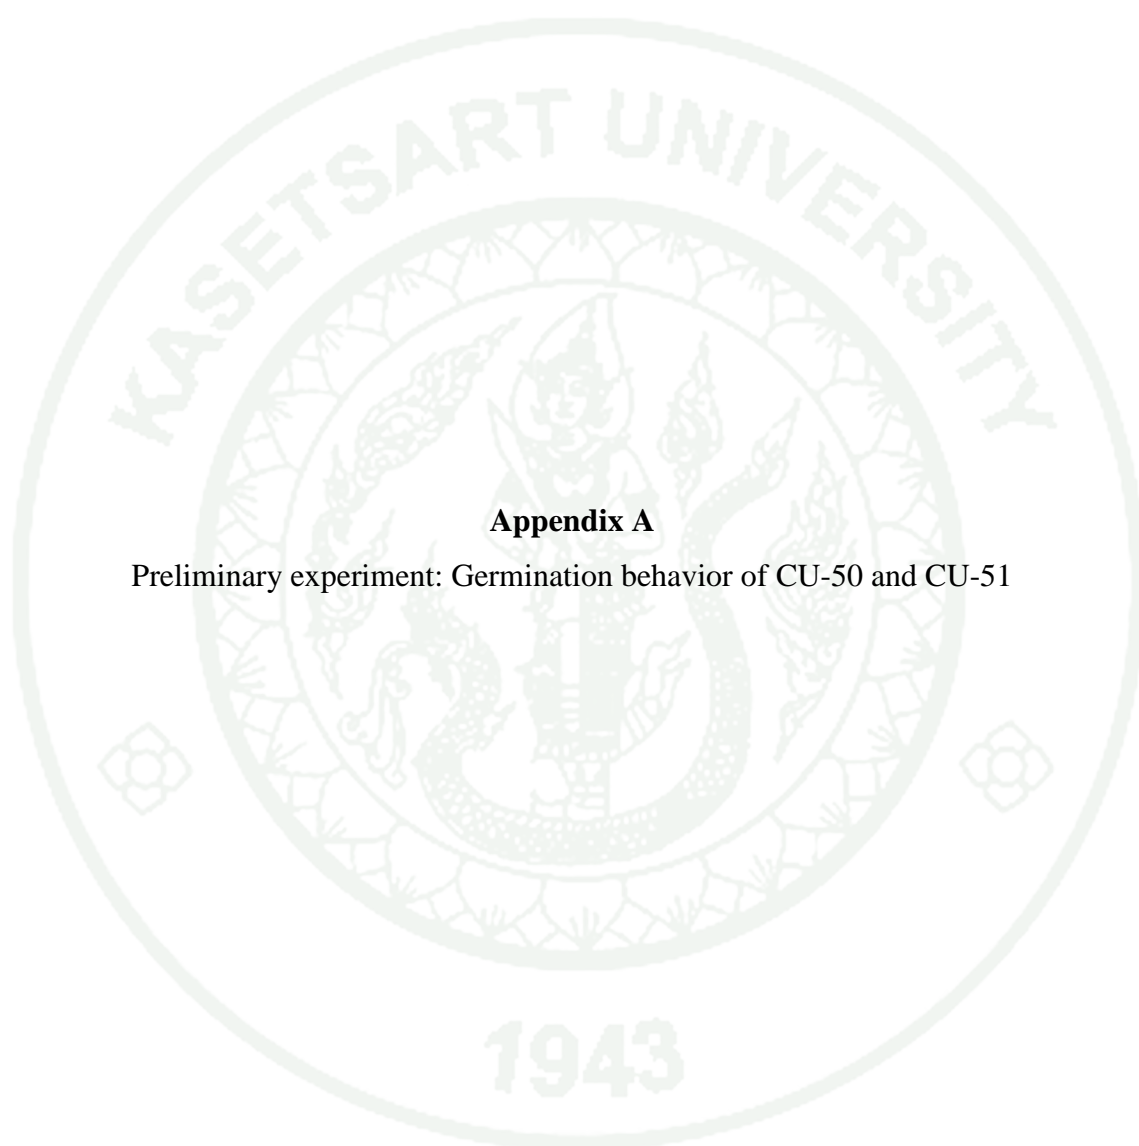 KASETSART UNIVERSITY
Appendix A
Preliminary experiment: Germination behavior of CU-50 and CU-51
1943